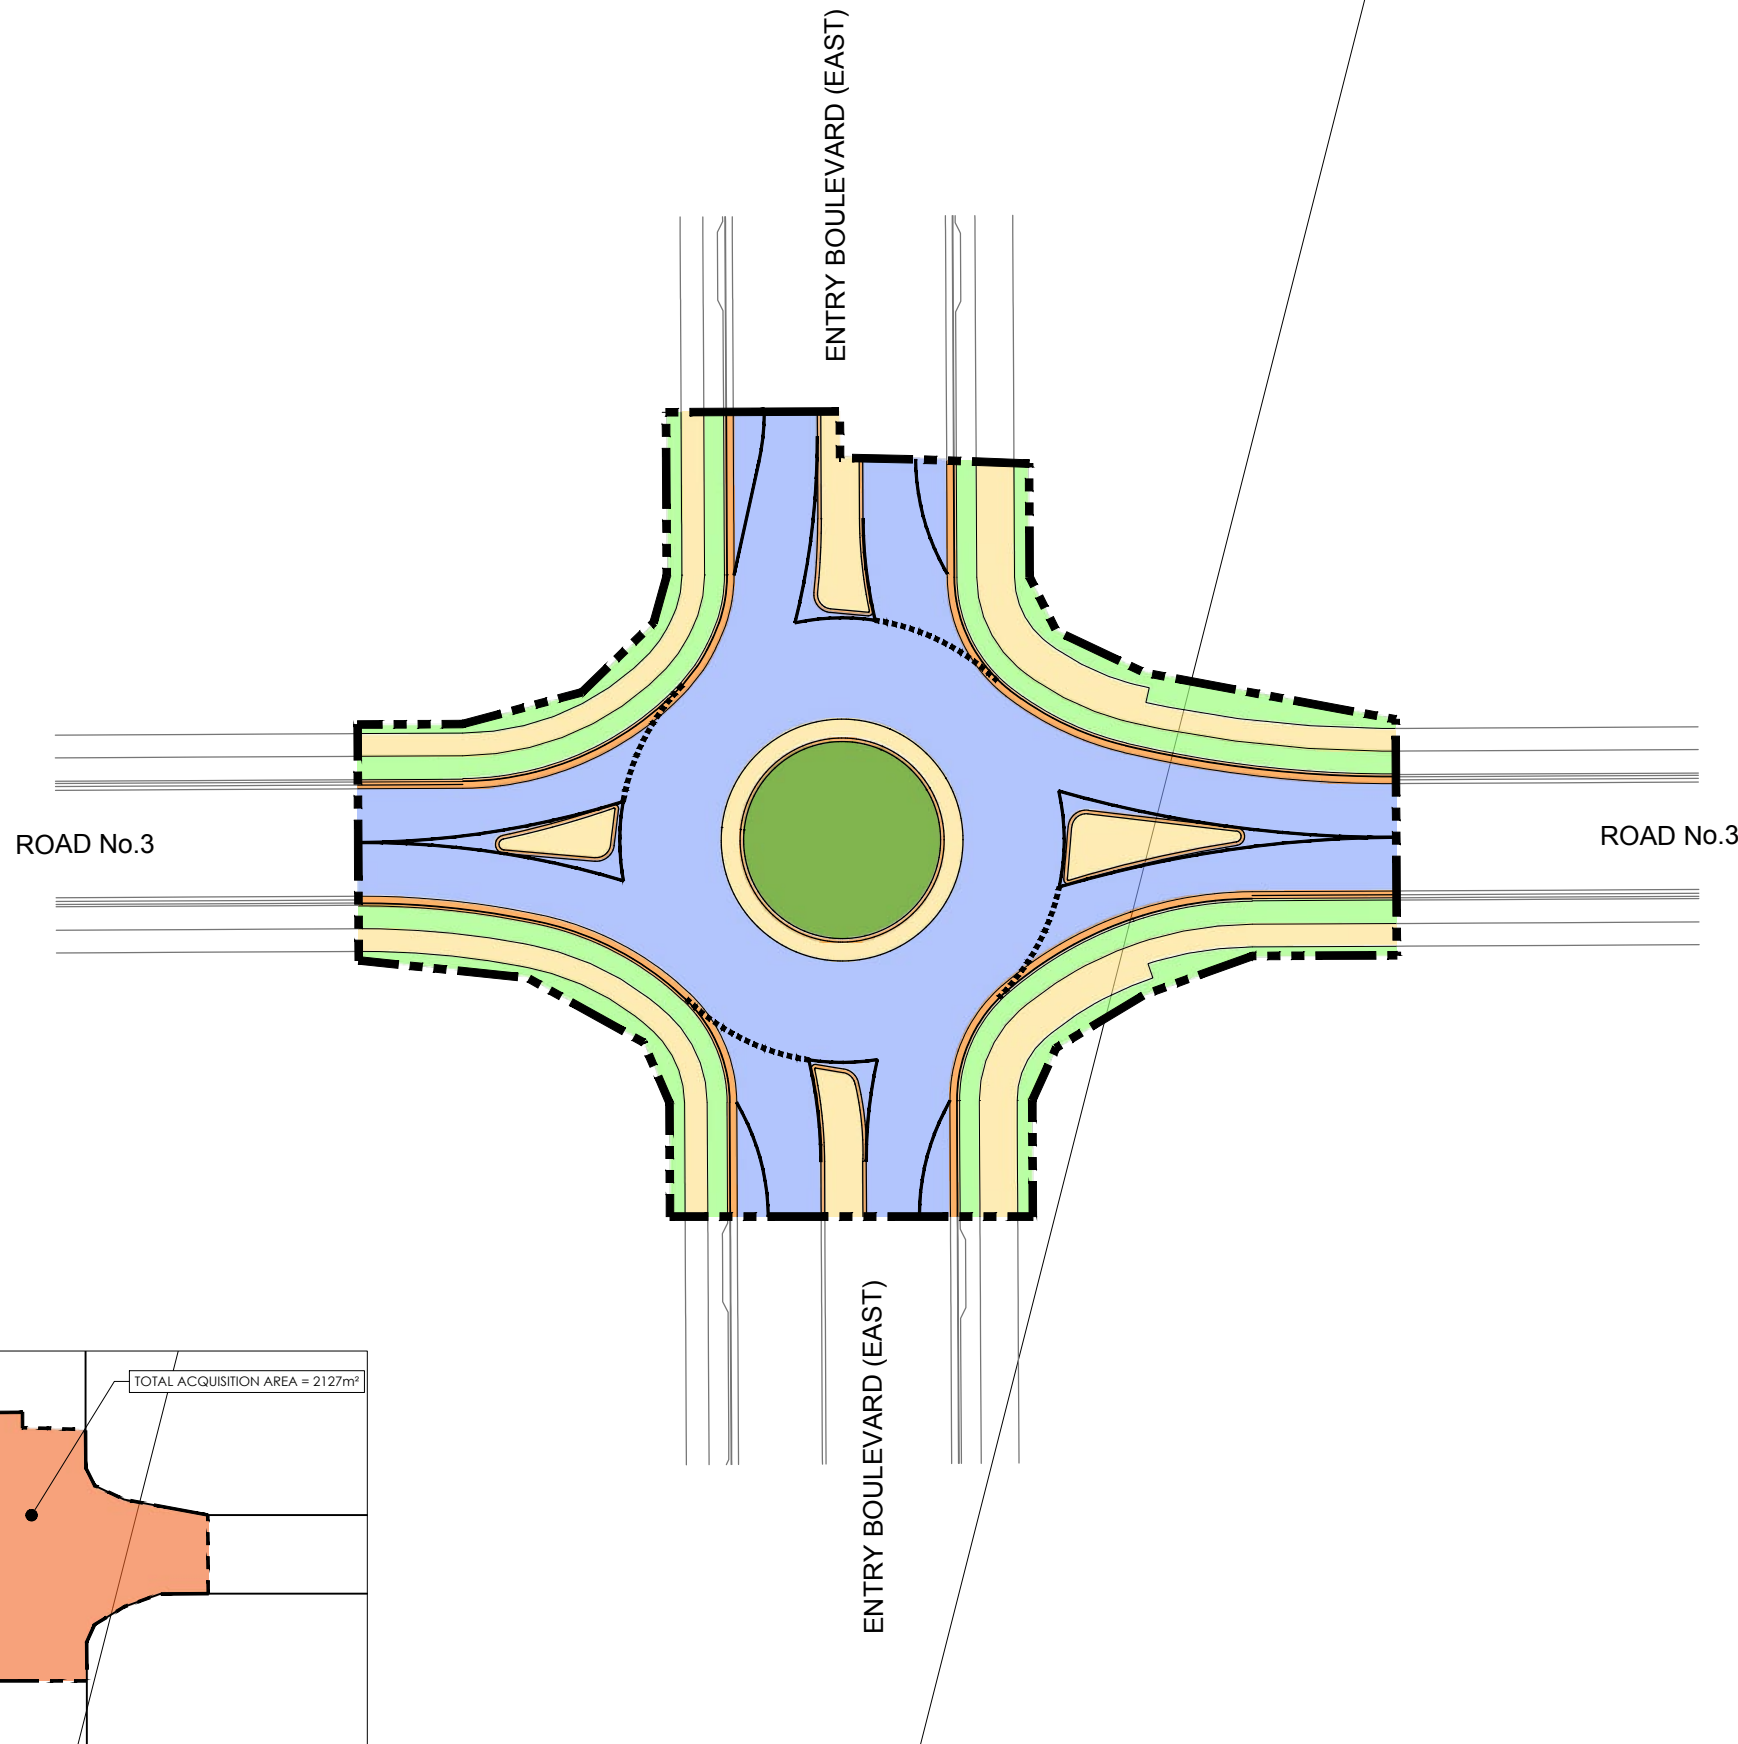 ENTRY BOULEVARD (EAST)
ROAD No.3
ROAD No.3
ENTRY BOULEVARD (EAST)
TOTAL ACQUISITION AREA = 2127m²